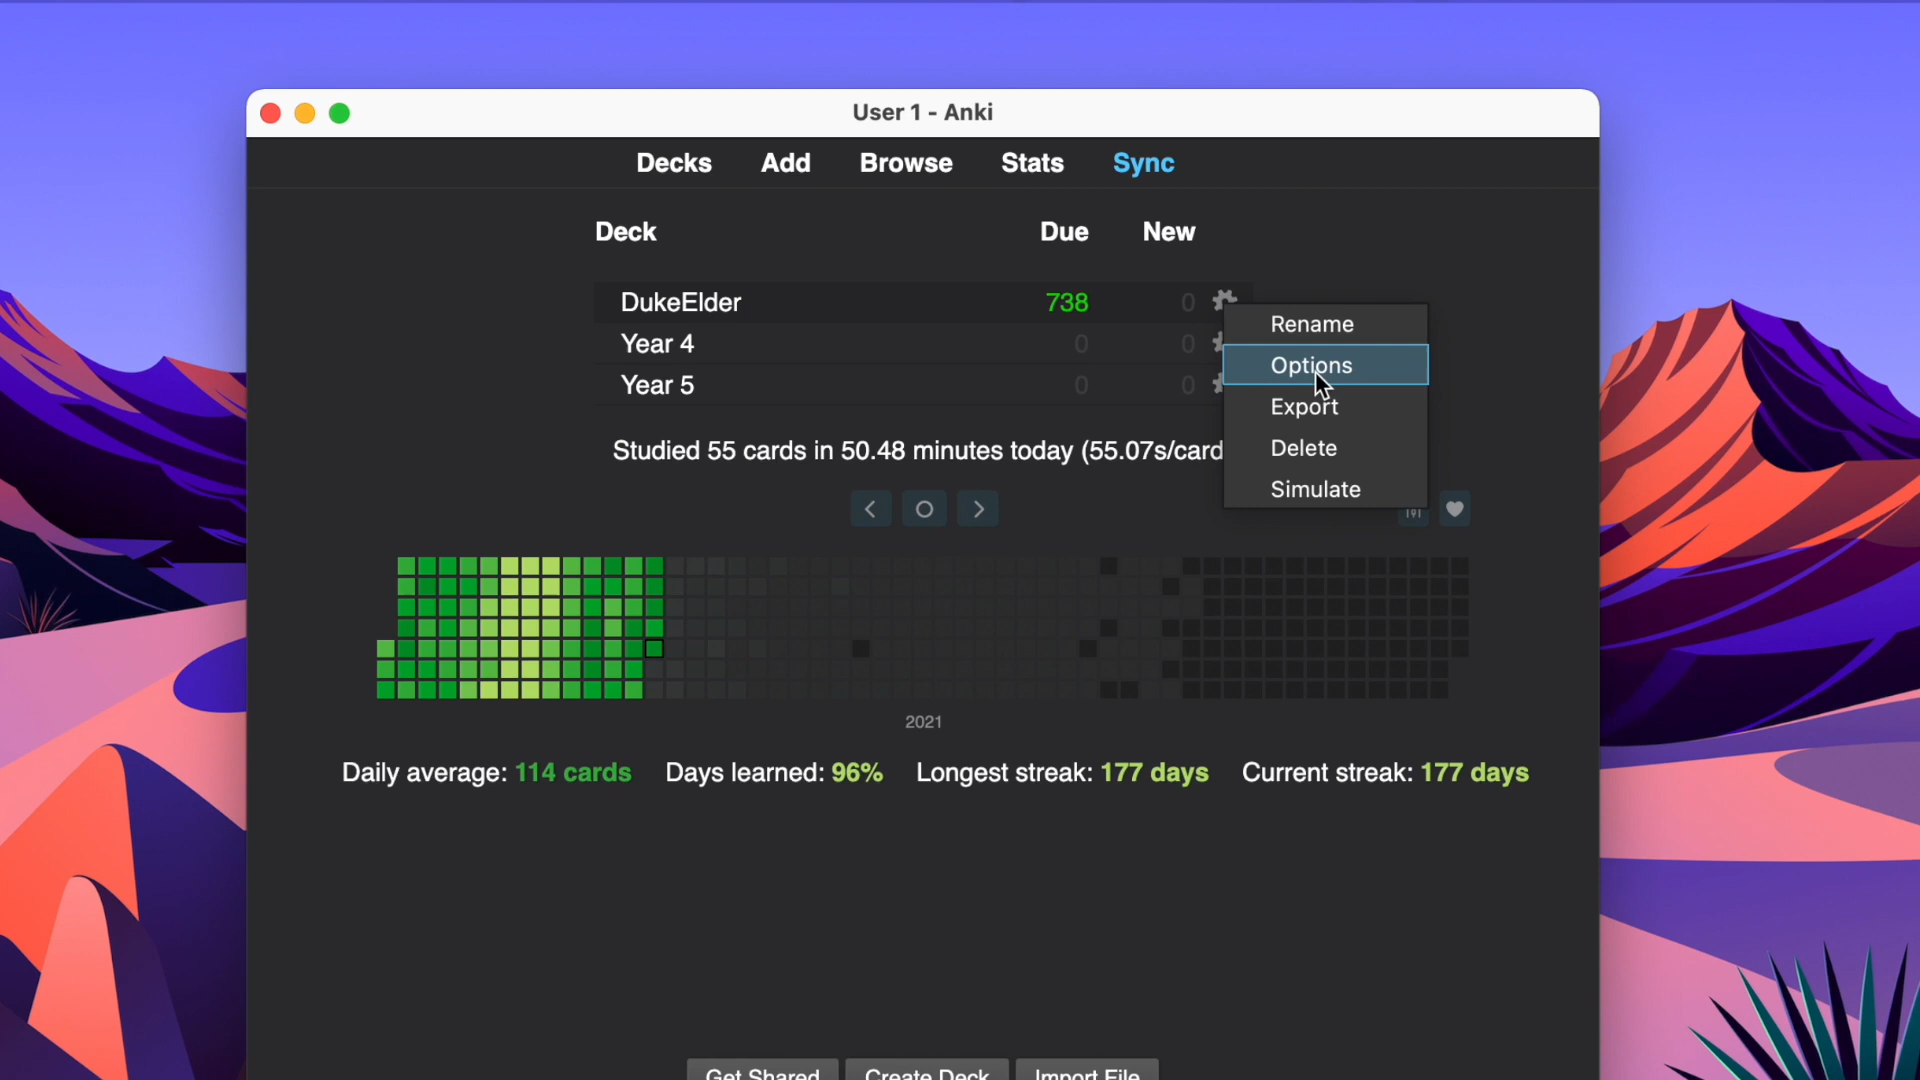 User 1 - Anki
Decks Add Browse Stats Sync
Deck Due New
DukeElder 738 0
Rename
Year 4 0 0
Options
Year 5 0 0
Export
Studied 55 cards in 50.48 minutes today (55.07s/card
Delete
Simulate
2021
Daily average: 114 cards Days learned: 96% Longest streak: 177 days Current streak: 177 days
Get Shared Create Deck Import File